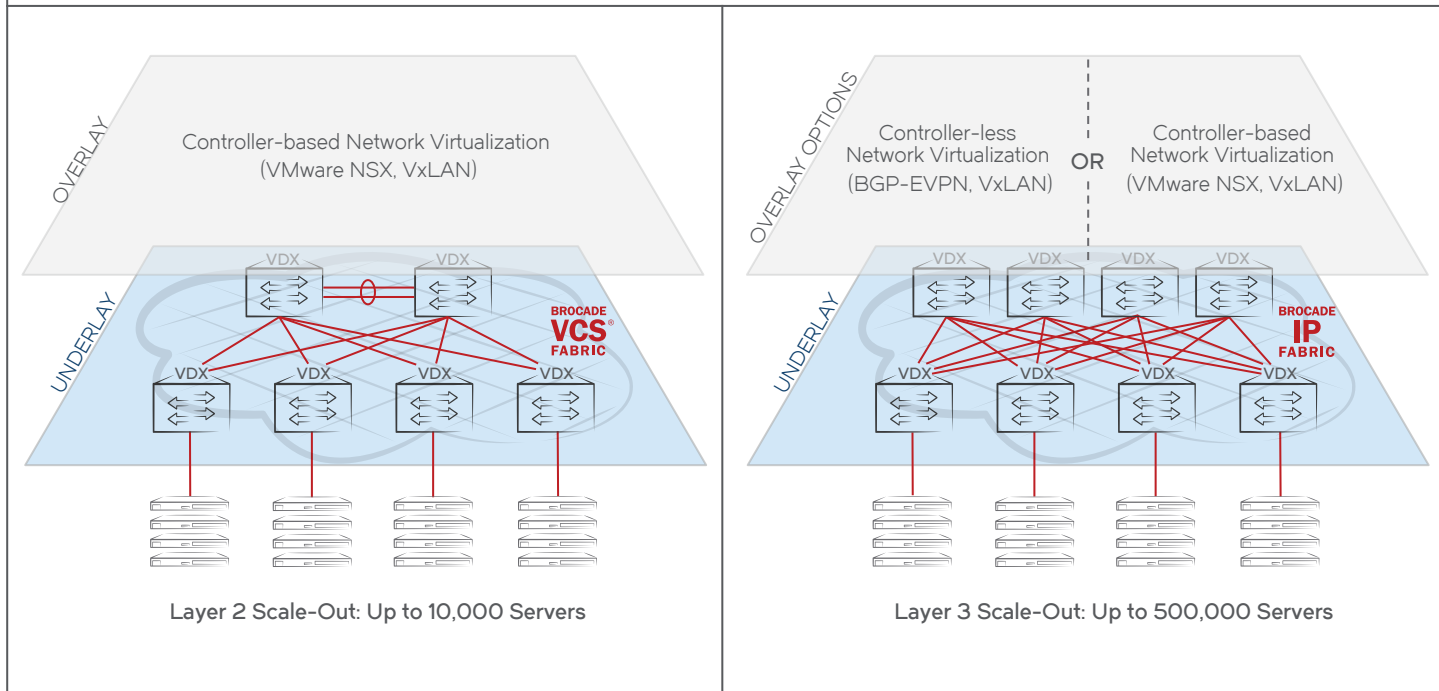 OVERLAY
Controller-based Network Virtualization
(VMware NSX, VxLAN)
UNDERLAY
VDX
VDX
BROCADE
VCS®
FABRIC
VDX
VDX
VDX
VDX
Layer 2 Scale-Out: Up to 10,000 Servers
OVERLAY OPTIONS
Controller-less
Network Virtualization
(BGP-EVPN, VxLAN)
OR
Controller-based
Network Virtualization
(VMware NSX, VxLAN)
UNDERLAY
VDX
VDX
VDX
VDX
BROCADE
IP
FABRIC
VDX
VDX
VDX
VDX
Layer 3 Scale-Out: Up to 500,000 Servers